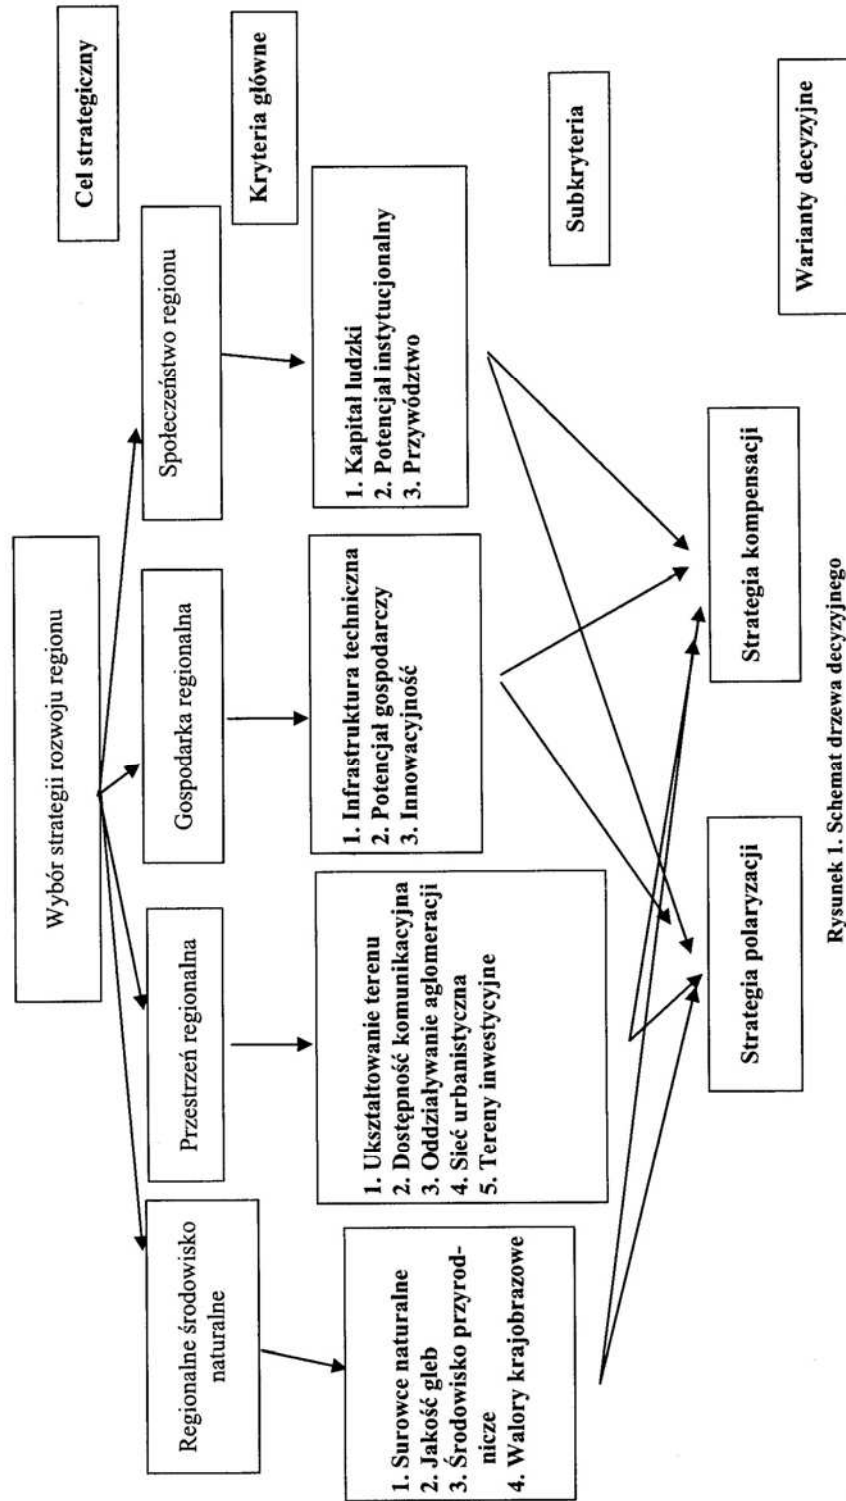 Wybór strategii rozwoju regionu
Cel strategiczny
Regionalne środowisko
naturalne
Przestrzeń regionalna
Gospodarka regionalna
Społeczeństwo regionu
Kryteria główne
1. Surowce naturalne
2. Jakość gleb
3. Środowisko przyrod-
nicze
4. Walory krajobrazowe
1. Ukształtowanie terenu
2. Dostępność komunikacyjna
3. Oddziaływanie aglomeracji
4. Sieć urbanistyczna
5. Tereny inwestycyjne
1. Infrastruktura techniczna
2. Potencjał gospodarczy
3. Innowacyjność
1. Kapitał ludzki
2. Potencjał instytucjonalny
3. Przywództwo
Subkryteria
Strategia polaryzacji
Strategia kompensacji
Warianty decyzyjne
Rysunek 1. Schemat drzewa decyzyjnego